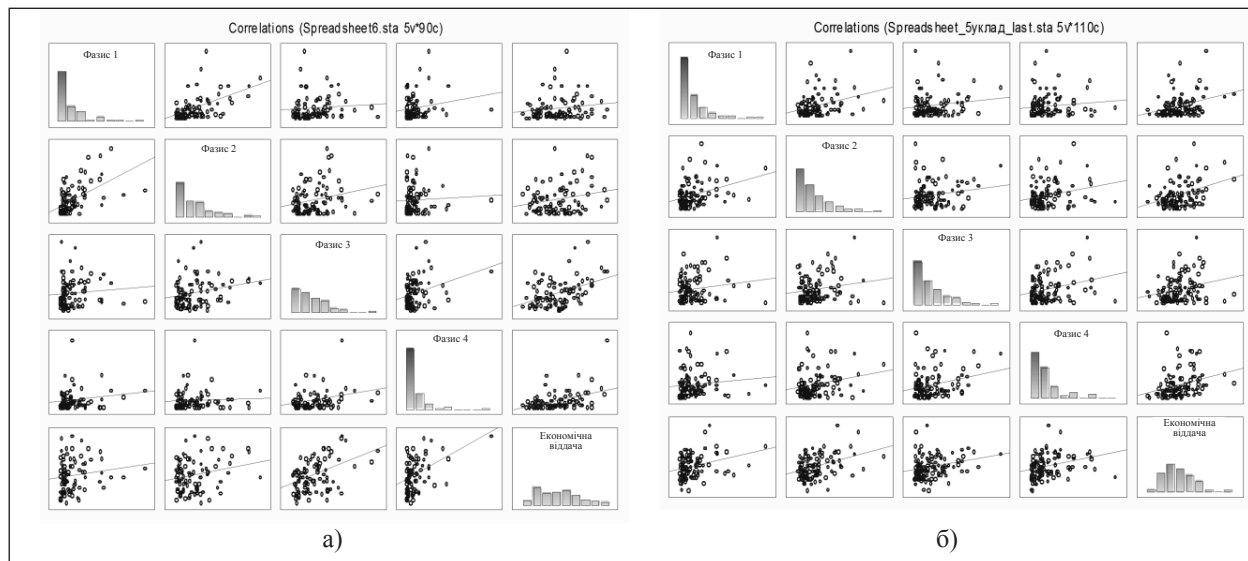 Correlations (Spreadsheet6.sta 5v*90c)
Фазис 1
Фазис 2
Фазис 3
Фазис 4
Економічна
віддача
а)
Correlations (Spreadsheet_5уклад_last.sta 5v*110c)
Фазис 1
Фазис 2
Фазис 3
Фазис 4
Економічна
віддача
б)